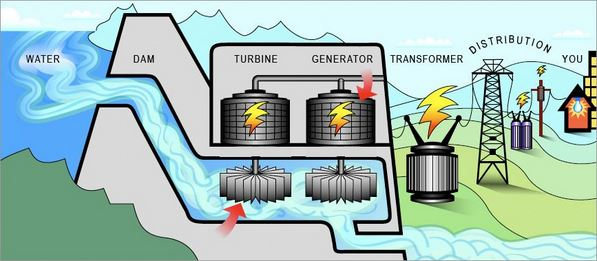 WATER
DAM
TURBINE
GENERATOR
TRANSFORMER
DISTRIBUTION
YOU